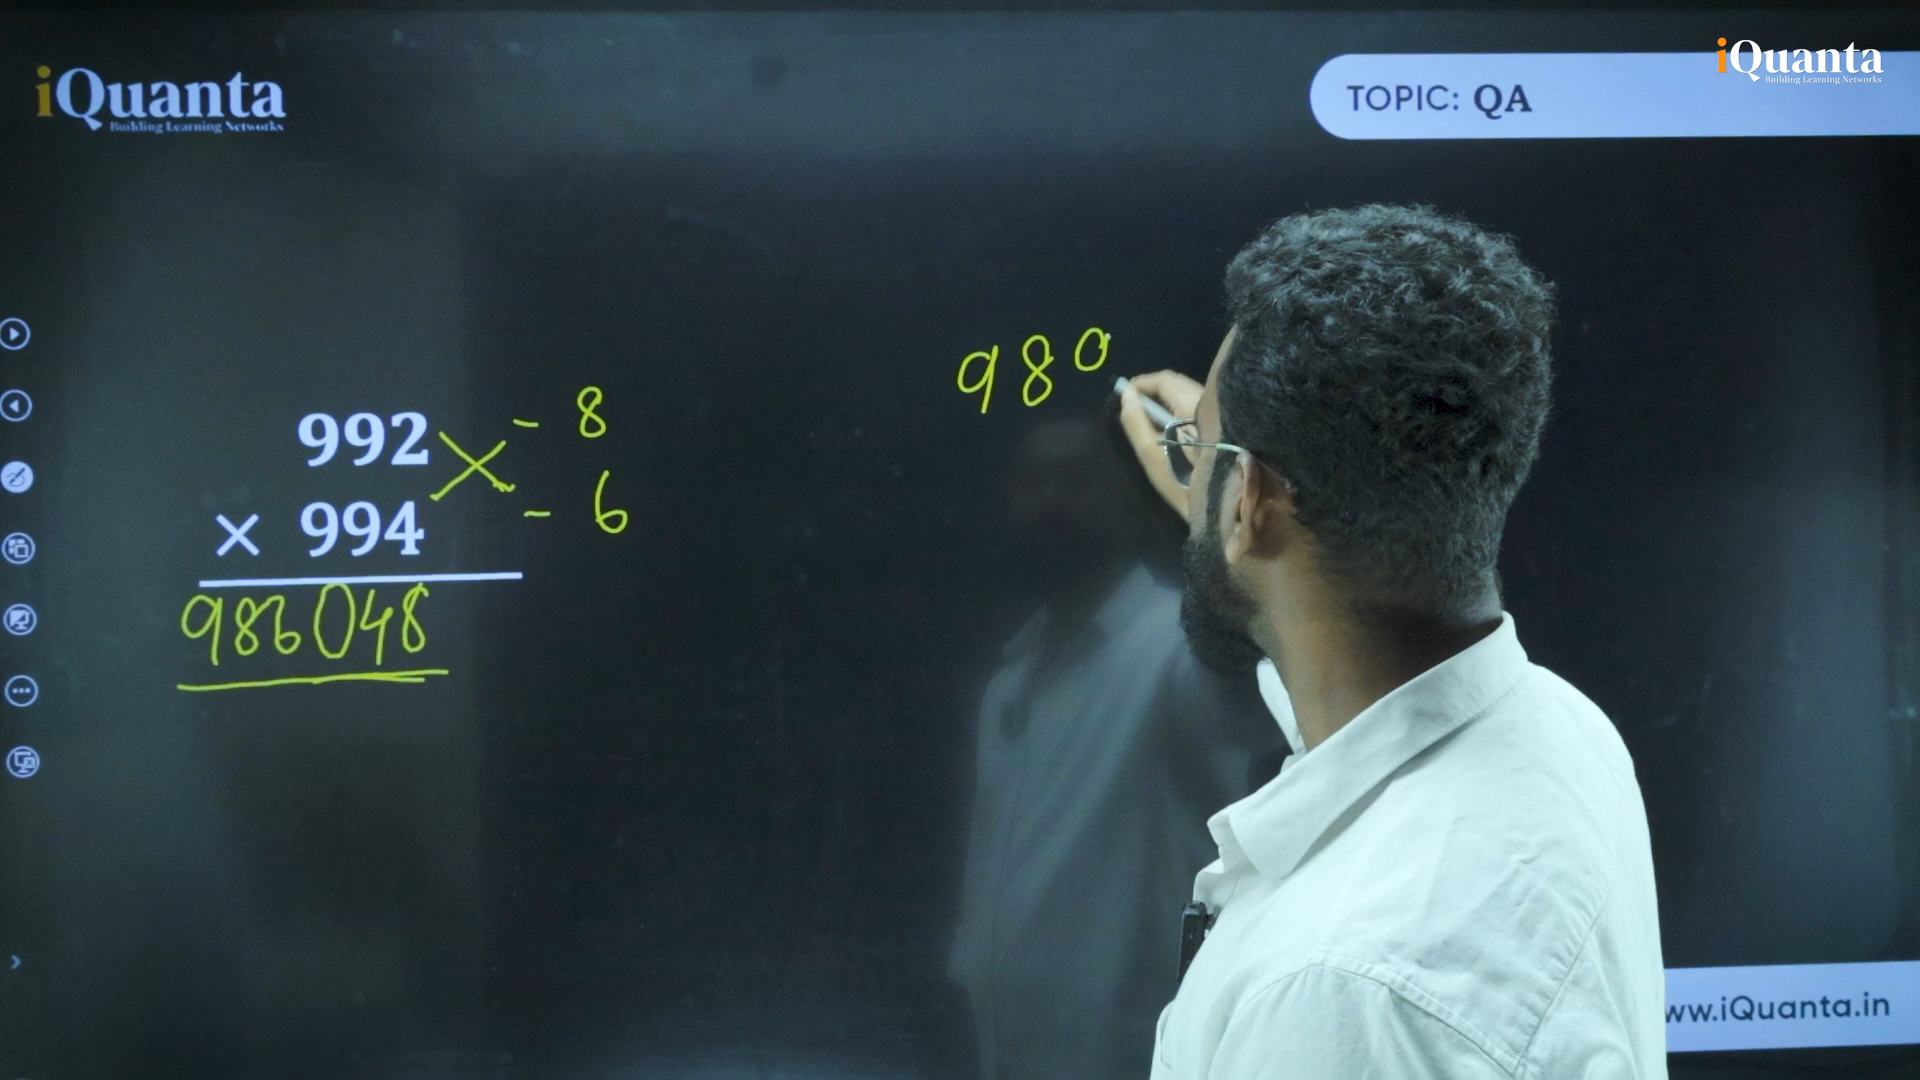 iQuanta
Building Learning Networks
iQuanta
Building Learning Networks
TOPIC: QA
980
992 - 8
× 994 - 6
986048
ww.iQuanta.in